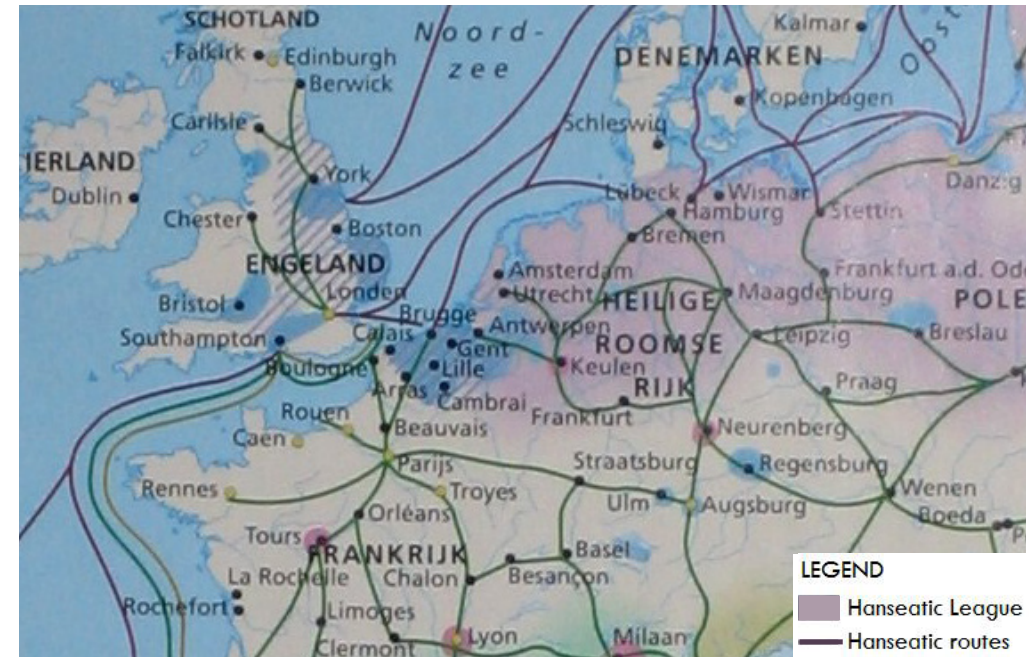 SCHOTLAND
Noord-
zee
Kalmar
Falkirk
Edinburgh
Berwick
DENEMARKEN
Oost
Kopenhagen
Carlisle
Schleswig
IERLAND
Dublin
York
Lübeck
Wismar
Danzig
Chester
Boston
Hamburg
Stettin
Bremen
ENGELAND
Amsterdam
Frankfurt a.d. Ode
Bristol
Londen
Utrecht
HEILIGE
Maagdenburg
POLE
Brugge
Southampton
Calais
Antwerpen
ROOMSE
Leipzig
Breslau
Gent
Boulogne
Lille
Keulen
RIJK
Praag
Arras
Cambrai
Frankfurt
Rouen
Caen
Beauvais
Neurenberg
Parijs
Straatsburg
Regensburg
Rennes
Troyes
Ulm
Augsburg
Wenen
Orléans
Boeda
Tours
FRANKRIJK
Basel
La Rochelle
Chalon
Besançon
Rochefort
Limoges
Clermont
Lyon
Milaan
LEGEND
Hanseatic League
Hanseatic routes